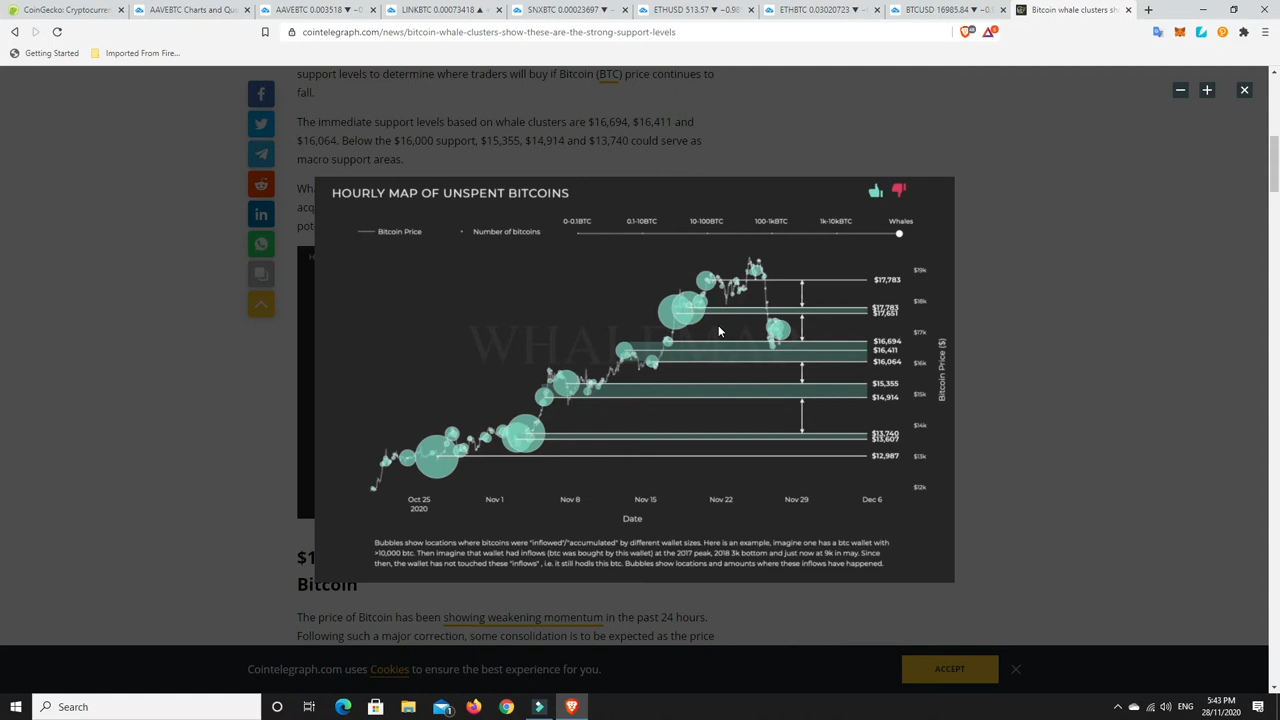 CoinGecko: Cryptocurren
AAVEBTC Charts and Quo
AAVEBTC 0.003518 ▼ −0.
LINKBTC 0.00073418 ▲ +
SNXBTC 0.00023697 ▼ −
ETHUSD 513.57 ▼ −0.98
ETHBTC 0.03020723 ▼ −
BTCUSD 16985.84 ▼ −0.
Bitcoin whale clusters sh
cointelegraph.com/news/bitcoin-whale-clusters-show-these-are-the-strong-support-levels
Getting Started
Imported From Fire...
support levels to determine where traders will buy if Bitcoin (BTC) price continues to
fall.
The immediate support levels based on whale clusters are $16,694, $16,411 and
$16,064. Below the $16,000 support, $15,355, $14,914 and $13,740 could serve as
macro support areas.
HOURLY MAP OF UNSPENT BITCOINS
0-0.1BTC 0.1-10BTC 10-100BTC 100-1kBTC 1k-10kBTC Whales
Bitcoin Price Number of bitcoins
$17,783
$17,783
$17,651
$16,694
$16,411
$16,064
$15,355
$14,914
$13,740
$13,607
$12,987
$19k
$18k
$17k
$16k
$15k
$14k
$13k
$12k
Bitcoin Price ($)
Oct 25 Nov 1 Nov 8 Nov 15 Nov 22 Nov 29 Dec 6
2020
Date
Bubbles show locations where bitcoins were "inflowed"/"accumulated" by different wallet sizes. Here is an example, imagine one has a btc wallet with
>10,000 btc. Then imagine that wallet had inflows (btc was bought by this wallet) at the 2017 peak, 2018 3k bottom and just now at 9k in may. Since
then, the wallet has not touched these "inflows" , i.e. it still hodls this btc. Bubbles show locations and amounts where these inflows have happened.
Bitcoin
The price of Bitcoin has been showing weakening momentum in the past 24 hours.
Following such a major correction, some consolidation is to be expected as the price
Cointelegraph.com uses Cookies to ensure the best experience for you.
ACCEPT
Search
ENG
5:43 PM
28/11/2020